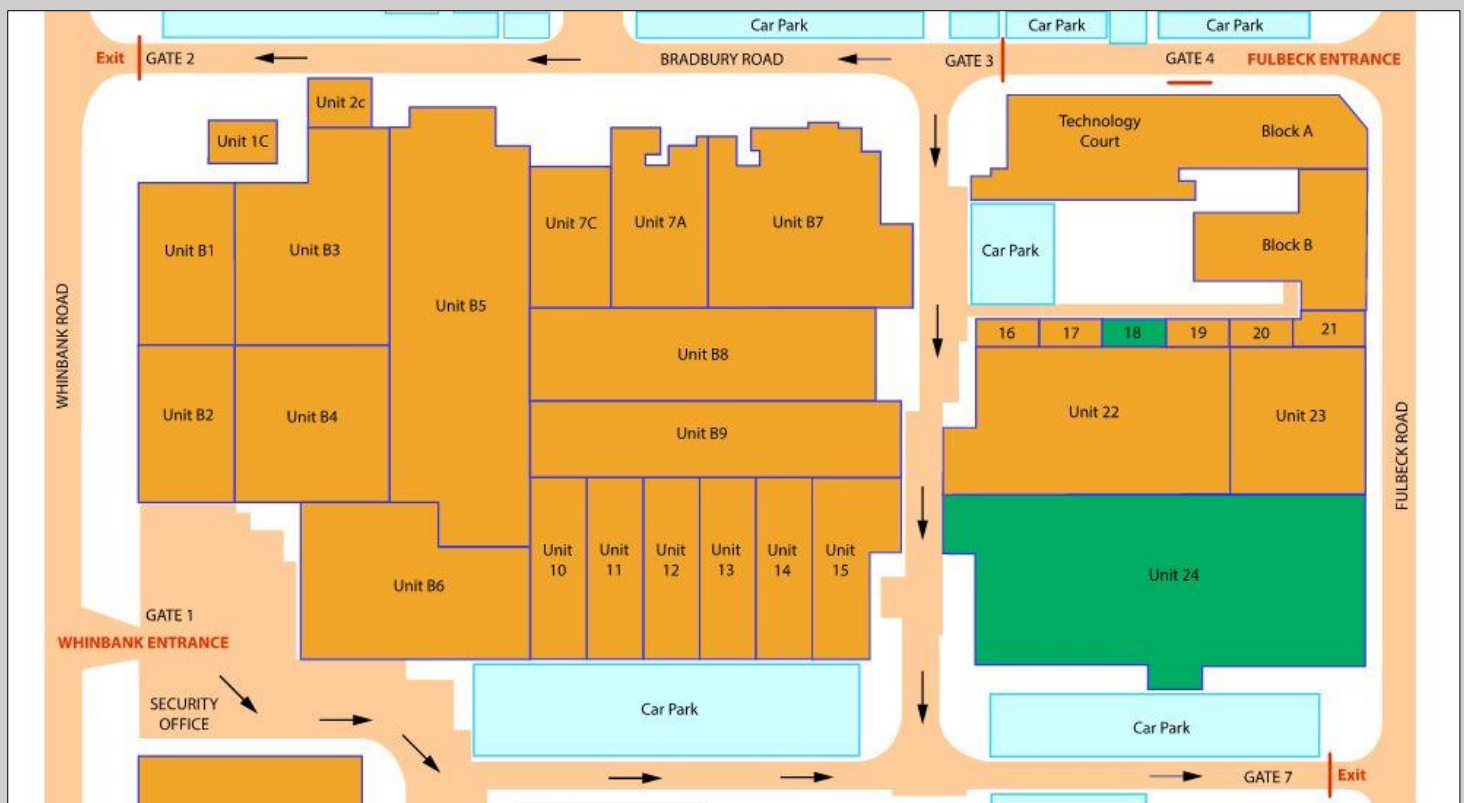 Car Park
Car Park
Car Park
Exit
GATE 2
BRADBURY ROAD
GATE 3
GATE 4
FULBECK ENTRANCE
Unit 2c
Unit 1C
Technology
Court
Block A
Unit B1
Unit B3
Unit B5
Unit 7C
Unit 7A
Unit B7
Car Park
Block B
WHINBANK ROAD
16
17
18
19
20
21
Unit B8
Unit B2
Unit B4
Unit B9
Unit 22
Unit 23
FULBECK ROAD
Unit
10
Unit
11
Unit
12
Unit
13
Unit
14
Unit
15
Unit B6
Unit 24
GATE 1
WHINBANK ENTRANCE
SECURITY
OFFICE
Car Park
Car Park
GATE 7
Exit